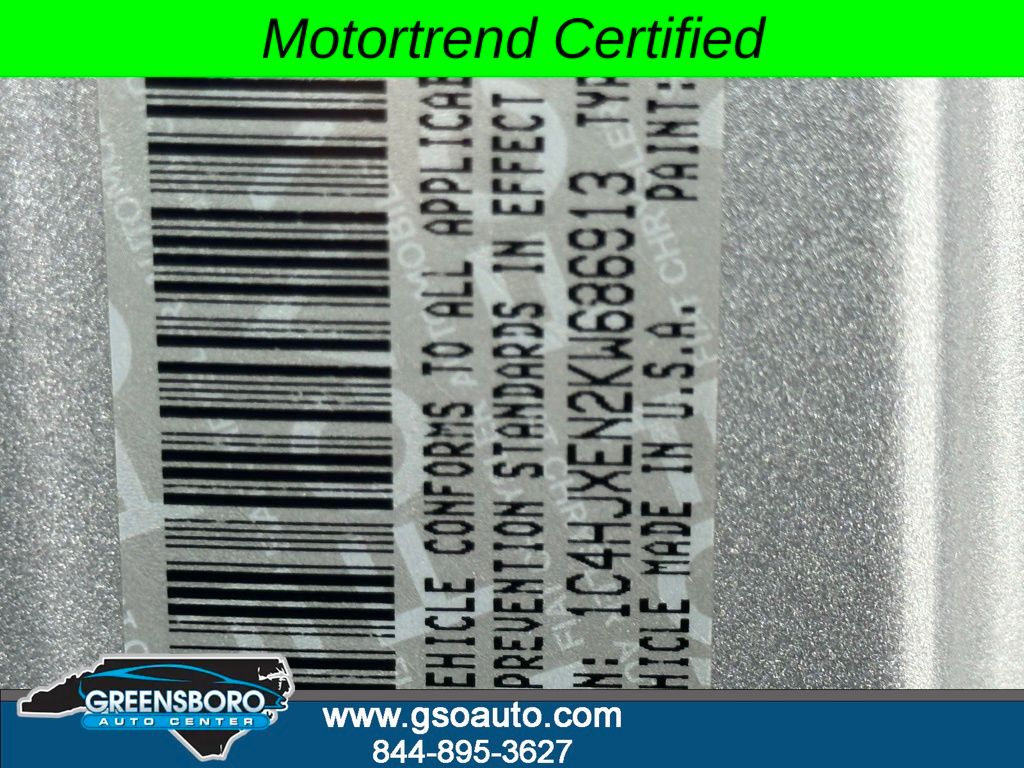 Motortrend Certified
EHICLE CONFORMS TO ALL APPLICAB
PREVENTION STANDARDS IN EFFECT
N: 1C4HJXEN2KW686913 TYP
HICLE MADE IN U.S.A. PAINT:
GREENSBORO
AUTO CENTER
www.gsoauto.com
844-895-3627